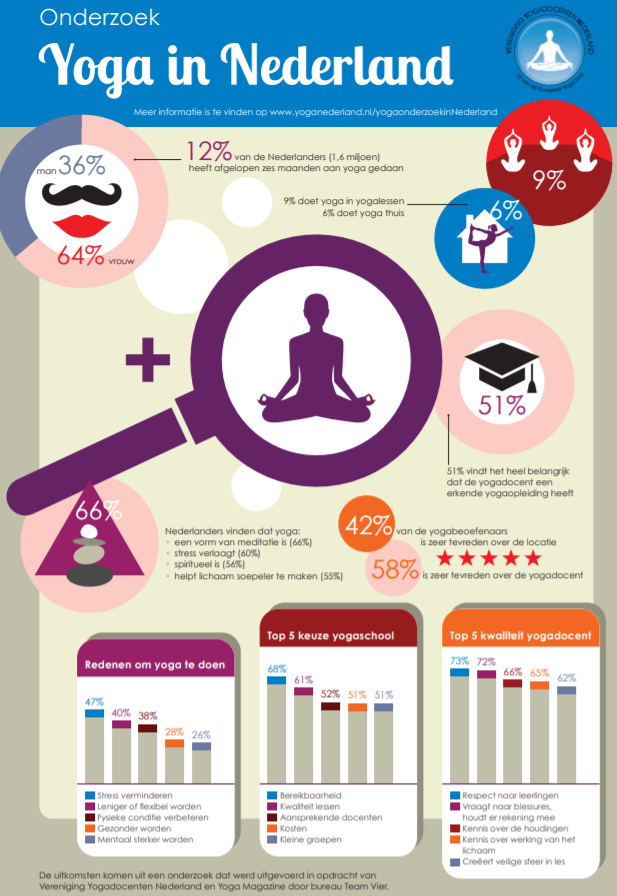 Onderzoek
Yoga in Nederland
VERENIGING YOGADOCENTEN NEDERLAND
Meer informatie is te vinden op www.yoganederland.nl/yogaonderzoekinNederland
man 36%
64% vrouw
12% van de Nederlanders (1,6 miljoen)
heeft afgelopen zes maanden aan yoga gedaan
9% doet yoga in yogalessen
6% doet yoga thuis
9%
6%
51%
51% vindt het heel belangrijk
dat de yogadocent een
erkende yogaopleiding heeft
66%
Nederlanders vinden dat yoga:
• een vorm van meditatie is (66%)
• stress verlaagt (60%)
• spiritueel is (56%)
• helpt lichaam soepeler te maken (55%)
42% van de yogabeoefenaars
is zeer tevreden over de locatie
58% is zeer tevreden over de yogadocent
Redenen om yoga te doen
47%
40%
38%
28%
26%
Stress verminderen
Leniger of flexibel worden
Fysieke conditie verbeteren
Gezonder worden
Mentaal sterker worden
Top 5 keuze yogaschool
68%
61%
52%
51%
51%
Bereikbaarheid
Kwaliteit lessen
Aansprekende docenten
Kosten
Kleine groepen
Top 5 kwaliteit yogadocent
73%
72%
66%
65%
62%
Respect naar leerlingen
Vraagt naar blessures,
houdt er rekening mee
Kennis over de houdingen
Kennis over werking van het
lichaam
Creëert veilige sfeer in les
De uitkomsten komen uit een onderzoek dat werd uitgevoerd in opdracht van
Vereniging Yogadocenten Nederland en Yoga Magazine door bureau Team Vier.